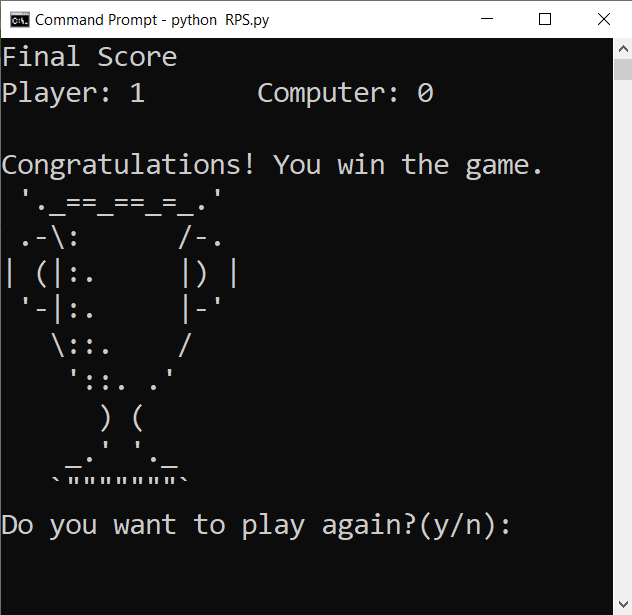 Command Prompt - python  RPS.py
Final Score
Player: 1       Computer: 0

Congratulations! You win the game.
 '._==_==_=_.'
 .-\:      /-.
| (|:.     |) |
 '-|:.     |-'
   \::.    /
    '::. .'
      ) (
    _.' '._
   `"""""""`
Do you want to play again?(y/n):